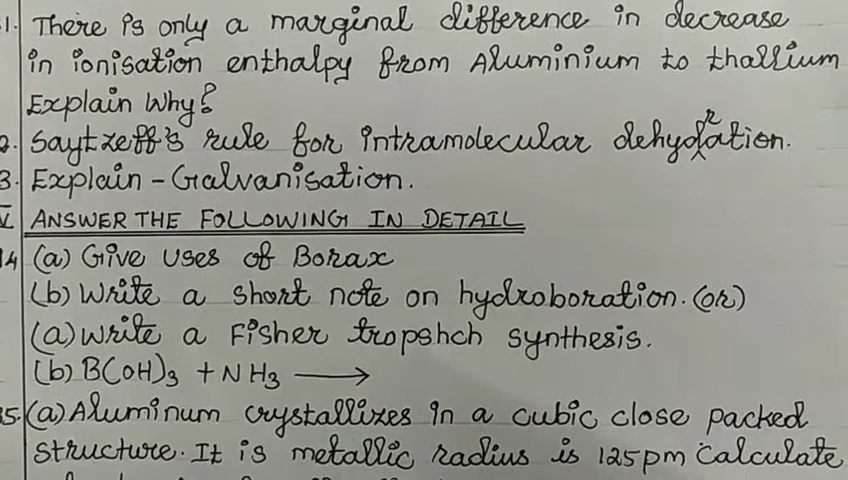 31. There is only a marginal difference in decrease
in ionisation enthalpy from Aluminium to thallium
Explain Why?
2. Saytzeff's rule for intramolecular dehydration.
3. Explain - Galvanisation.
V ANSWER THE FOLLOWING IN DETAIL
34 (a) Give uses of Borax
(b) Write a short note on hydroboration. (or)
(a) Write a Fisher tropshch synthesis.
(b) B(OH)3 + NH3 ⟶
35. (a) Aluminum crystallizes in a cubic close packed
structure. It is metallic radius is 125pm calculate